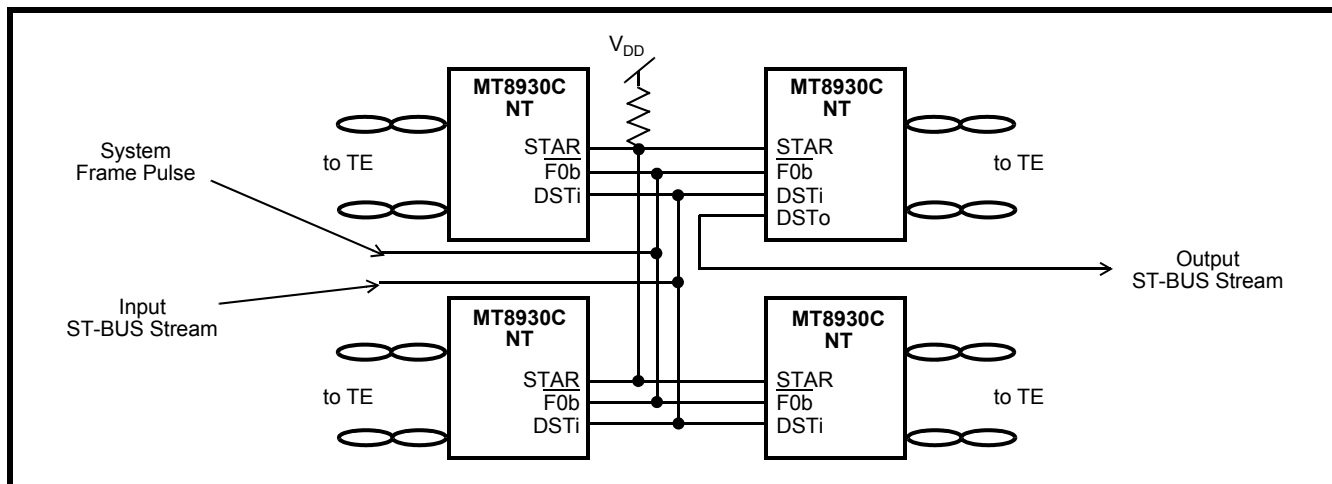 V_DD
MT8930C
NT
MT8930C
NT
System
Frame Pulse
to TE
STAR
F0b
DSTi
STAR
F0b
DSTi
DSTo
to TE
Input
ST-BUS Stream
Output
ST-BUS Stream
MT8930C
NT
MT8930C
NT
to TE
STAR
F0b
DSTi
STAR
F0b
DSTi
to TE